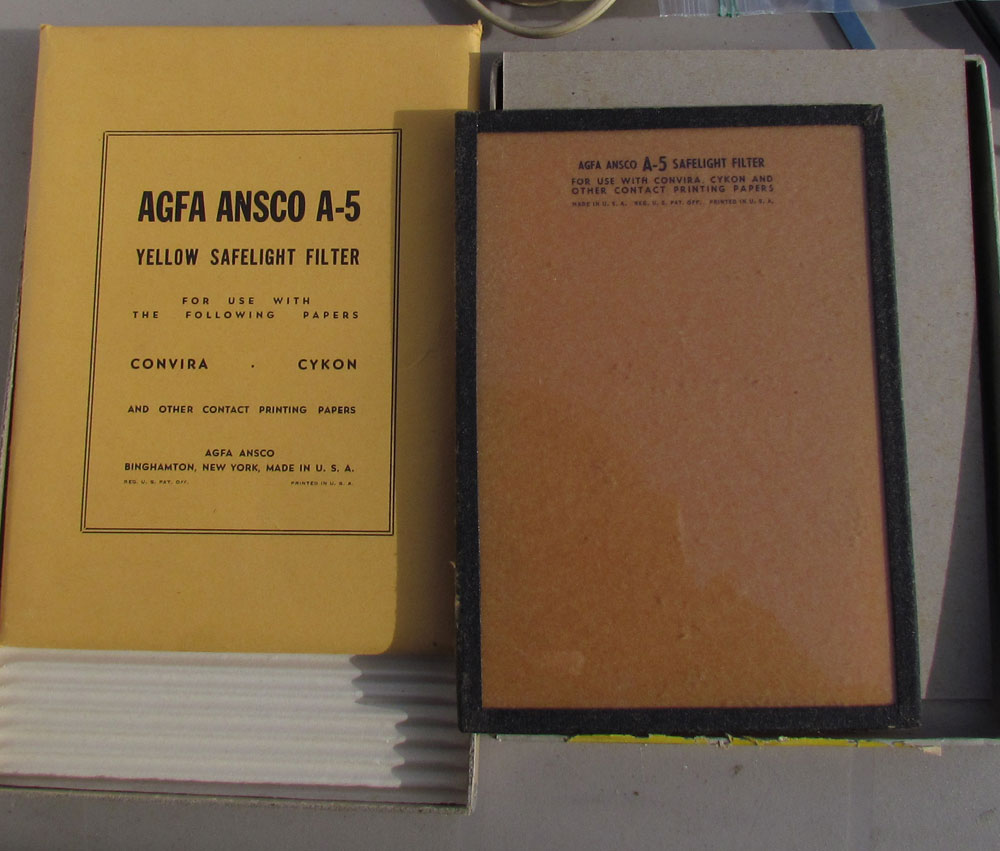 AGFA ANSCO A-5
YELLOW SAFELIGHT FILTER
FOR USE WITH
THE FOLLOWING PAPERS
CONVIRA · CYKON
AND OTHER CONTACT PRINTING PAPERS
AGFA ANSCO
BINGHAMTON, NEW YORK, MADE IN U. S. A.
REG. U. S. PAT. OFF. PRINTED IN U. S. A.
AGFA ANSCO A-5 SAFELIGHT FILTER
FOR USE WITH CONVIRA, CYKON AND
OTHER CONTACT PRINTING PAPERS
MADE IN U. S. A. REG. U. S. PAT. OFF. PRINTED IN U. S. A.